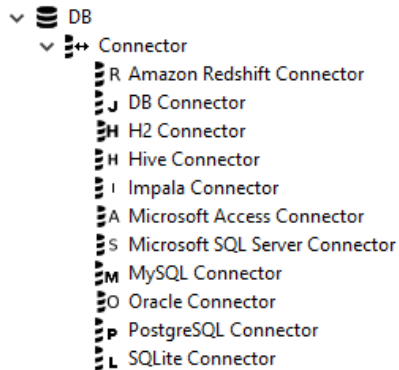 DB
Connector
R Amazon Redshift Connector
J DB Connector
H H2 Connector
H Hive Connector
I Impala Connector
A Microsoft Access Connector
S Microsoft SQL Server Connector
M MySQL Connector
O Oracle Connector
P PostgreSQL Connector
L SQLite Connector